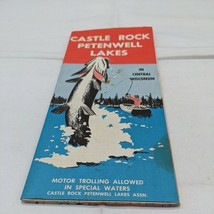 CASTLE ROCK
PETENWELL
LAKES
IN
CENTRAL
WISCONSIN
MOTOR TROLLING ALLOWED
IN SPECIAL WATERS
CASTLE ROCK PETENWELL LAKES ASSN.